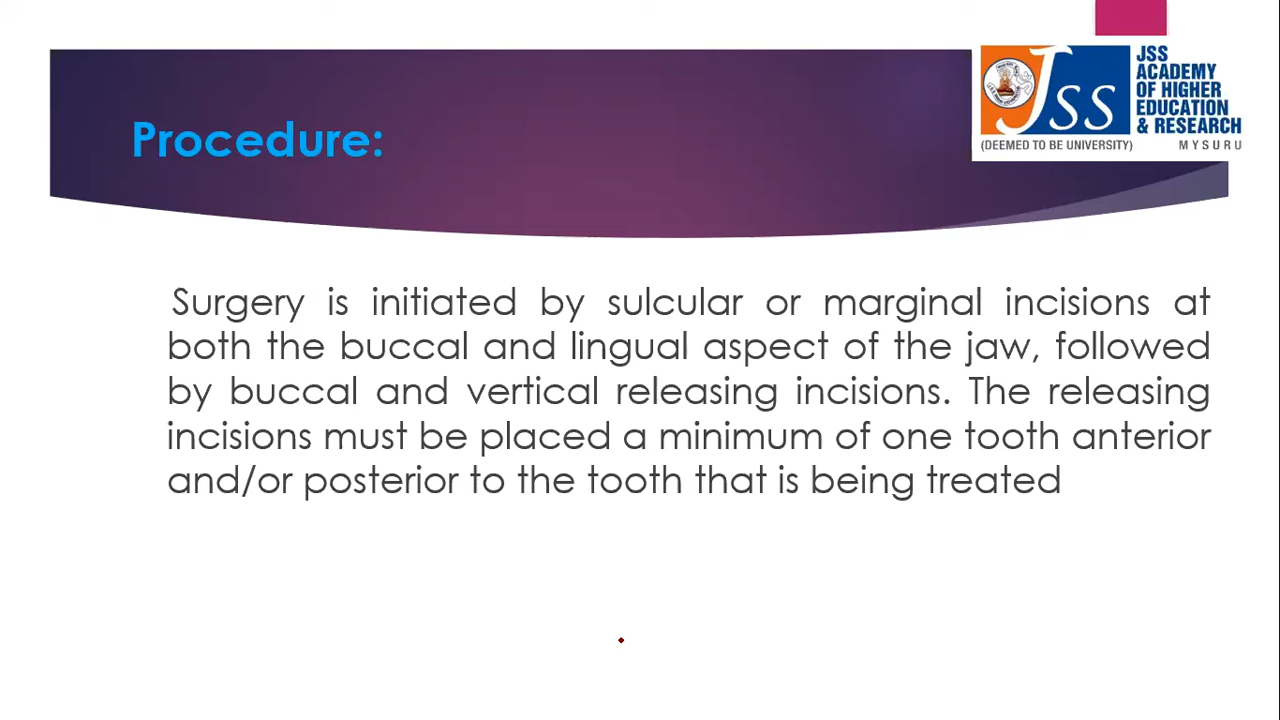 Procedure:
JSS
JSS
ACADEMY
OF HIGHER
EDUCATION
& RESEARCH
(DEEMED TO BE UNIVERSITY) MYSURU
Surgery is initiated by sulcular or marginal incisions at
both the buccal and lingual aspect of the jaw, followed
by buccal and vertical releasing incisions. The releasing
incisions must be placed a minimum of one tooth anterior
and/or posterior to the tooth that is being treated